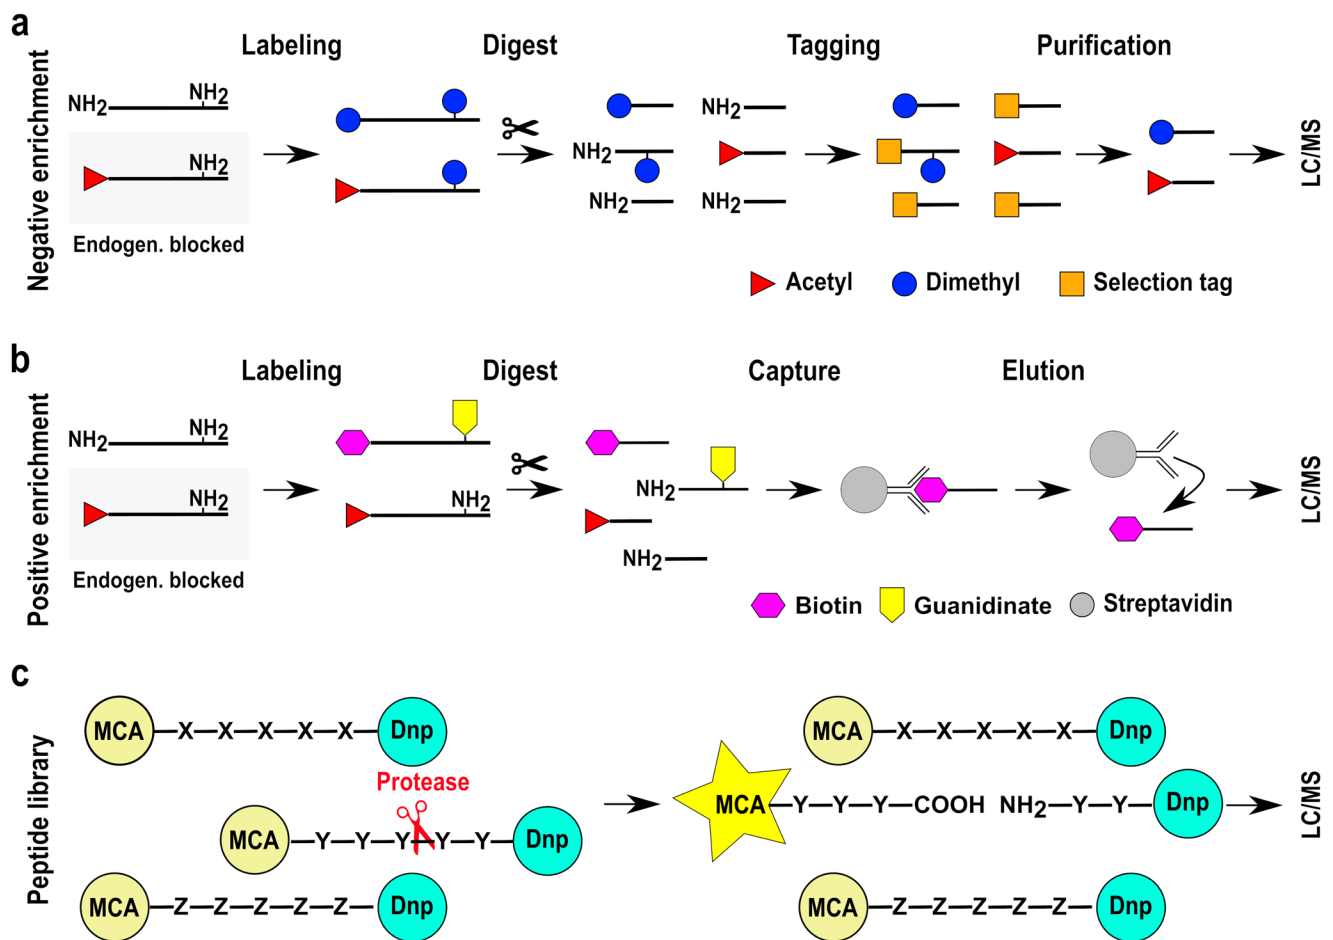 a
Negative enrichment
Labeling Digest Tagging Purification
NH2 NH2
NH2
Endogen. blocked
NH2
NH2
NH2
NH2
LC/MS
Acetyl Dimethyl Selection tag
b
Positive enrichment
Labeling Digest Capture Elution
NH2 NH2
NH2
Endogen. blocked
NH2
NH2
NH2
LC/MS
Biotin Guanidinate Streptavidin
c
Peptide library
MCA X X X X X Dnp
Protease
MCA Y Y Y Y Y Dnp
MCA Z Z Z Z Z Dnp
MCA X X X X X Dnp
MCA Y Y Y COOH NH2 Y Y Dnp
MCA Z Z Z Z Z Dnp
LC/MS